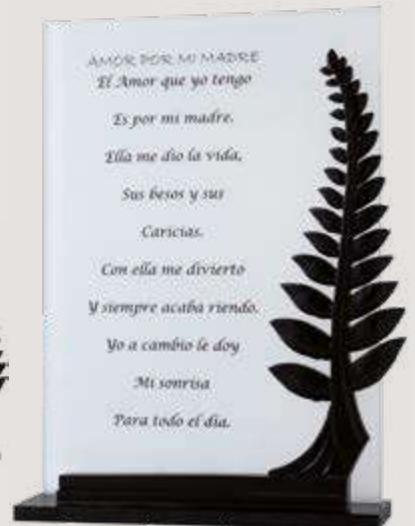 AMOR POR MI MADRE
El Amor que yo tengo
Es por mi madre.
Ella me dio la vida,
Sus besos y sus
Caricias.
Con ella me divierto
Y siempre acaba riendo.
Yo a cambio le doy
Mi sonrisa
Para todo el dia.